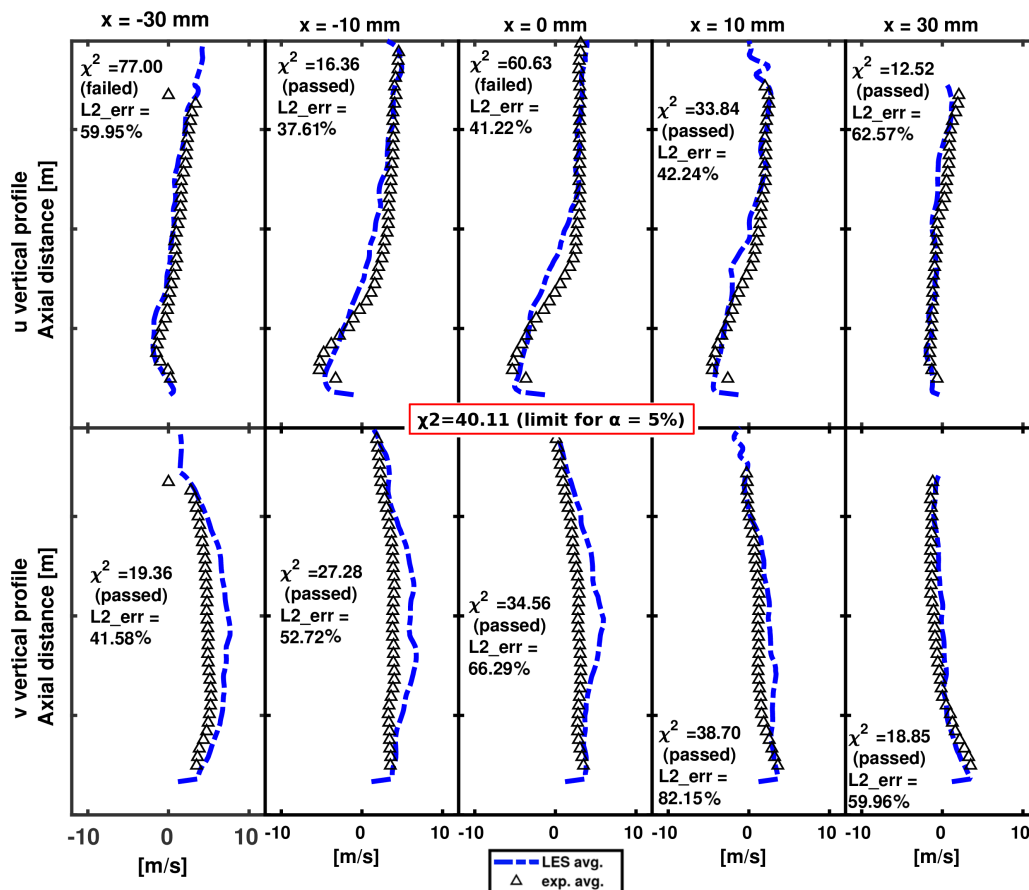 x = -30 mm
x = -10 mm
x = 0 mm
x = 10 mm
x = 30 mm
χ² =77.00
(failed)
L2_err =
59.95%
χ² =16.36
(passed)
L2_err =
37.61%
χ² =60.63
(failed)
L2_err =
41.22%
χ² =33.84
(passed)
L2_err =
42.24%
χ² =12.52
(passed)
L2_err =
62.57%
u vertical profile
Axial distance [m]
χ2=40.11 (limit for α = 5%)
v vertical profile
Axial distance [m]
χ² =19.36
(passed)
L2_err =
41.58%
χ² =27.28
(passed)
L2_err =
52.72%
χ² =34.56
(passed)
L2_err =
66.29%
χ² =38.70
(passed)
L2_err =
82.15%
χ² =18.85
(passed)
L2_err =
59.96%
-10 0 10 0 10 0 10 0 10 0 10
[m/s] [m/s] [m/s] [m/s] [m/s]
LES avg.
exp. avg.